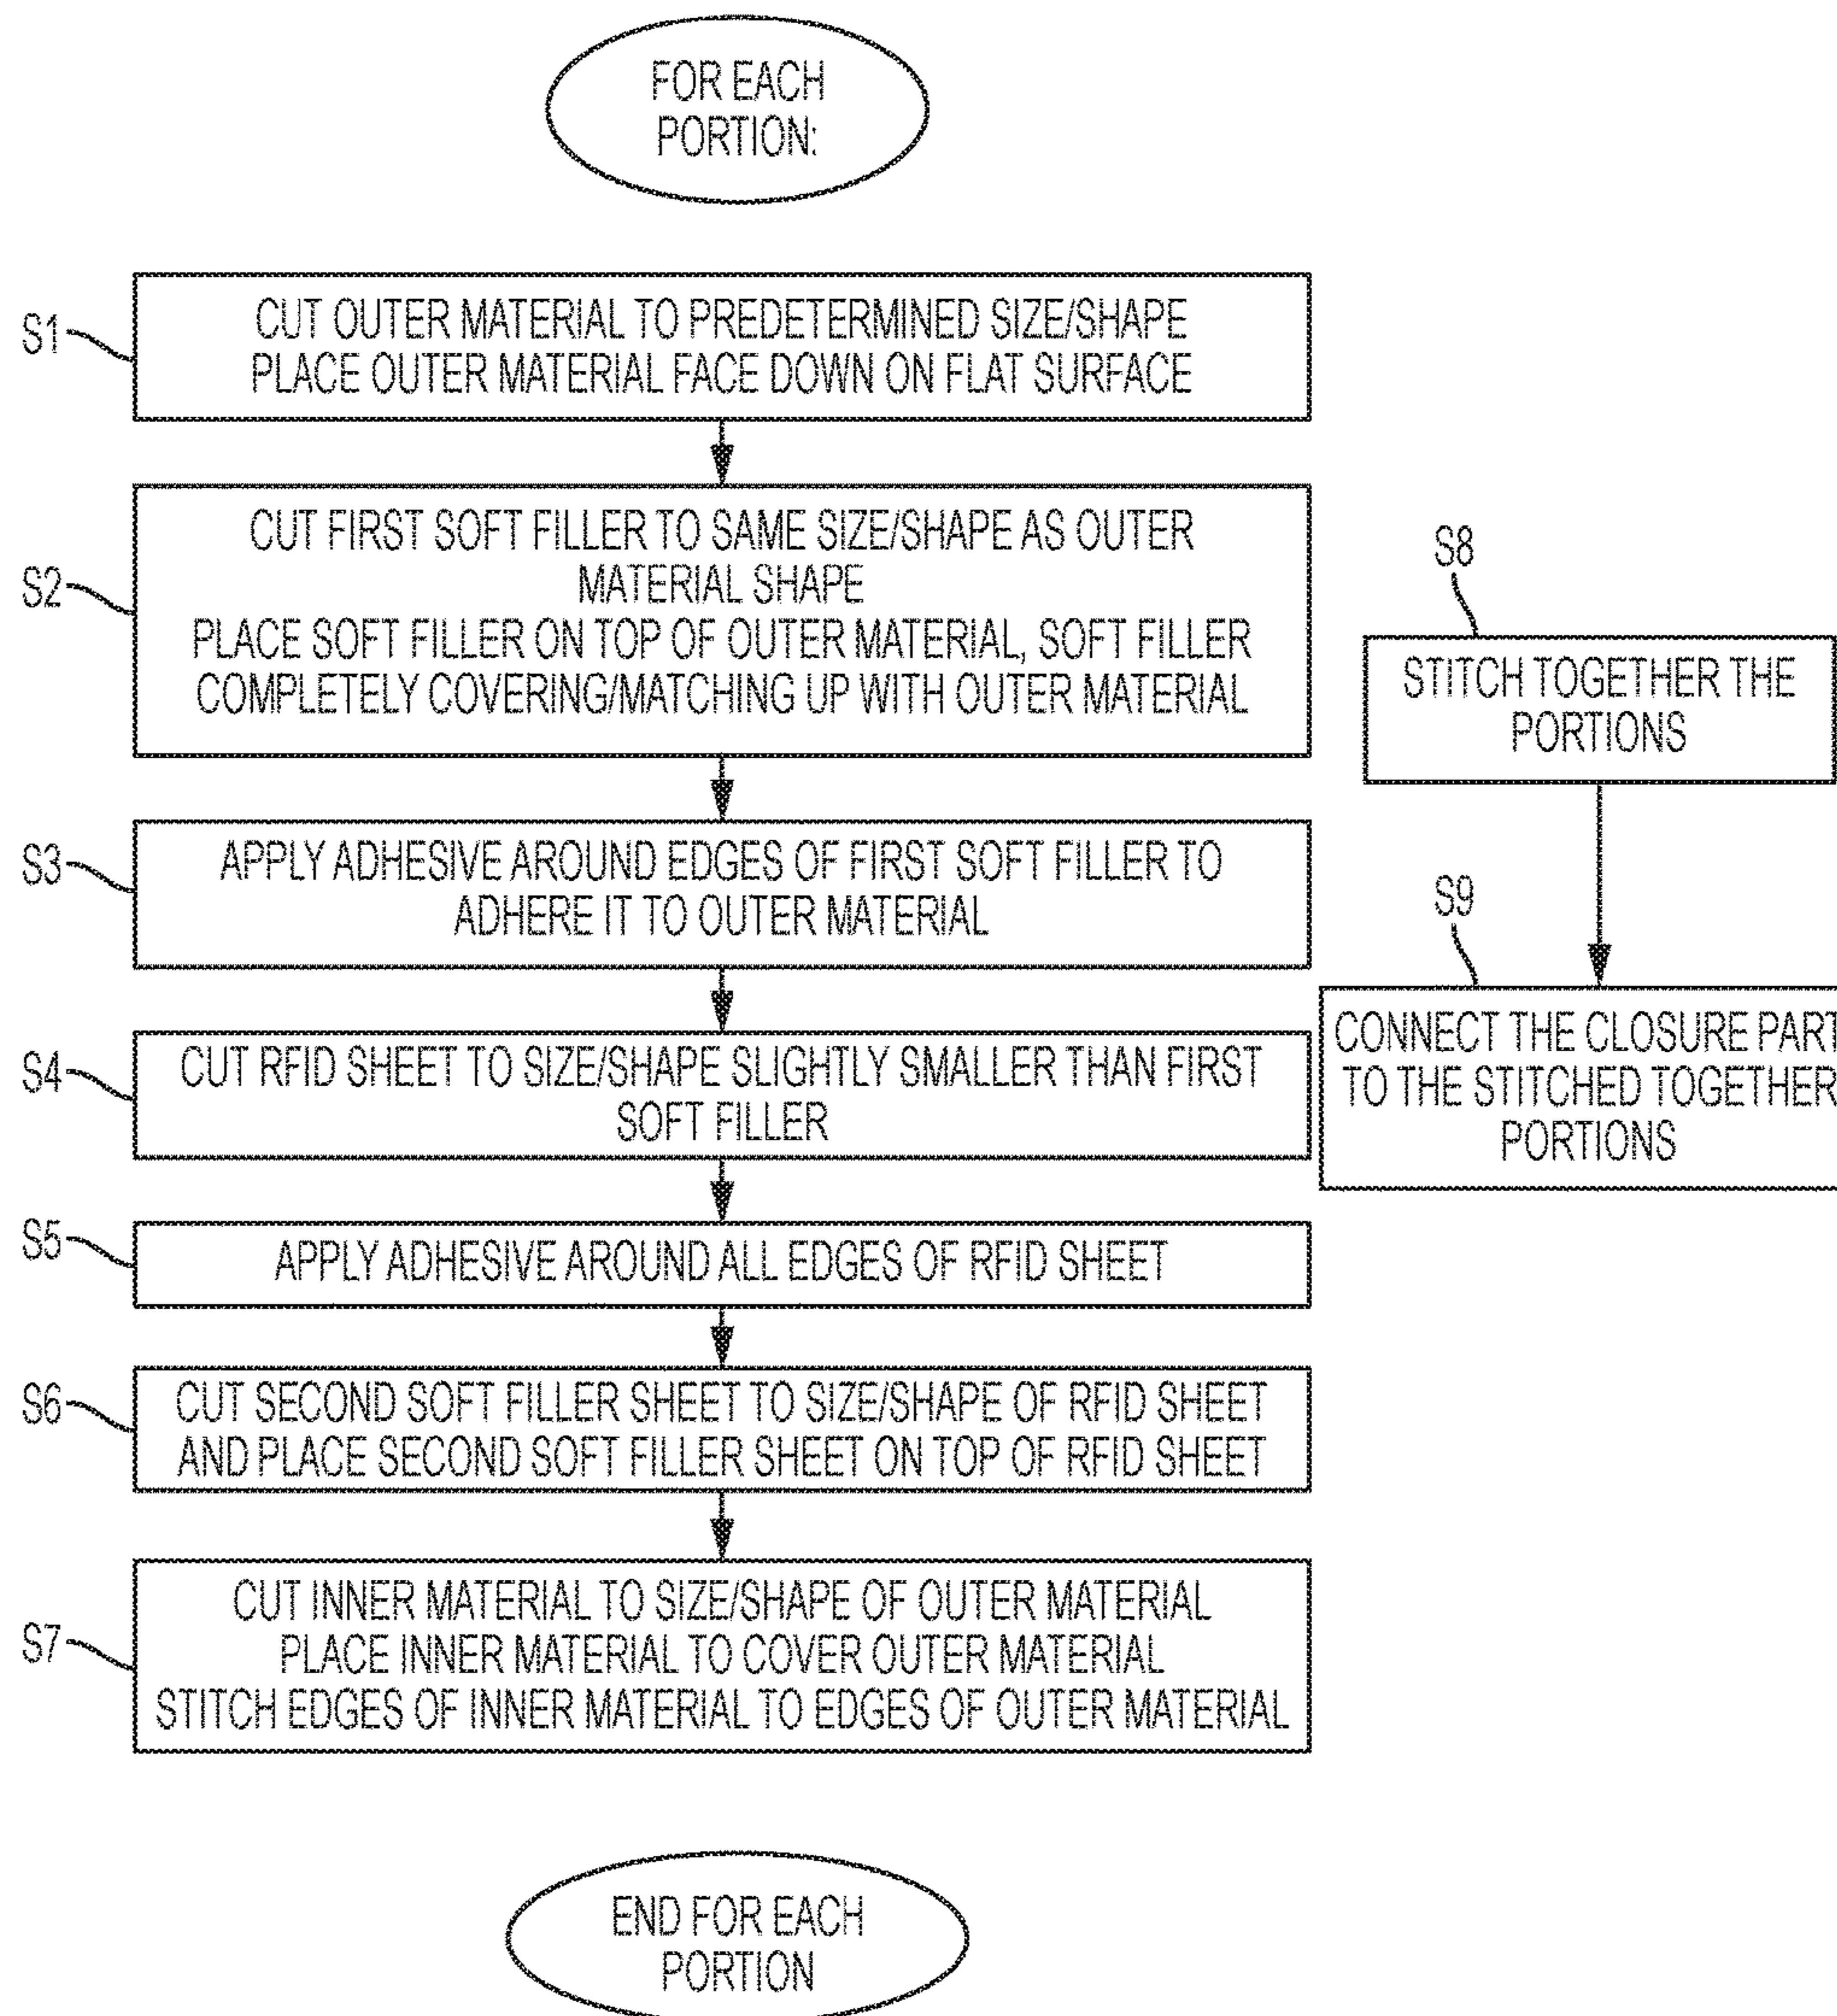 FOR EACH
PORTION:
S1
CUT OUTER MATERIAL TO PREDETERMINED SIZE/SHAPE
PLACE OUTER MATERIAL FACE DOWN ON FLAT SURFACE
S2
CUT FIRST SOFT FILLER TO SAME SIZE/SHAPE AS OUTER
MATERIAL SHAPE
PLACE SOFT FILLER ON TOP OF OUTER MATERIAL, SOFT FILLER
COMPLETELY COVERING/MATCHING UP WITH OUTER MATERIAL
S3
APPLY ADHESIVE AROUND EDGES OF FIRST SOFT FILLER TO
ADHERE IT TO OUTER MATERIAL
S4
CUT RFID SHEET TO SIZE/SHAPE SLIGHTLY SMALLER THAN FIRST
SOFT FILLER
S5
APPLY ADHESIVE AROUND ALL EDGES OF RFID SHEET
S6
CUT SECOND SOFT FILLER SHEET TO SIZE/SHAPE OF RFID SHEET
AND PLACE SECOND SOFT FILLER SHEET ON TOP OF RFID SHEET
S7
CUT INNER MATERIAL TO SIZE/SHAPE OF OUTER MATERIAL
PLACE INNER MATERIAL TO COVER OUTER MATERIAL
STITCH EDGES OF INNER MATERIAL TO EDGES OF OUTER MATERIAL
END FOR EACH
PORTION
S8
STITCH TOGETHER THE
PORTIONS
S9
CONNECT THE CLOSURE PART
TO THE STITCHED TOGETHER
PORTIONS